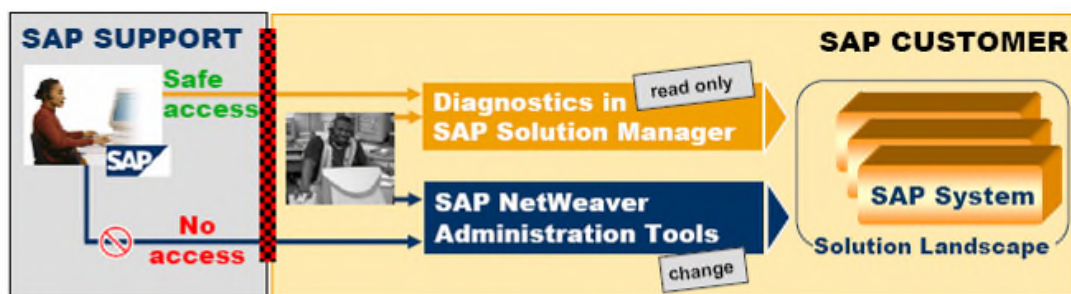 SAP SUPPORT
Safe
access
SAP
No
access
SAP CUSTOMER
read only
Diagnostics in
SAP Solution Manager
SAP NetWeaver
Administration Tools
change
SAP System
Solution Landscape